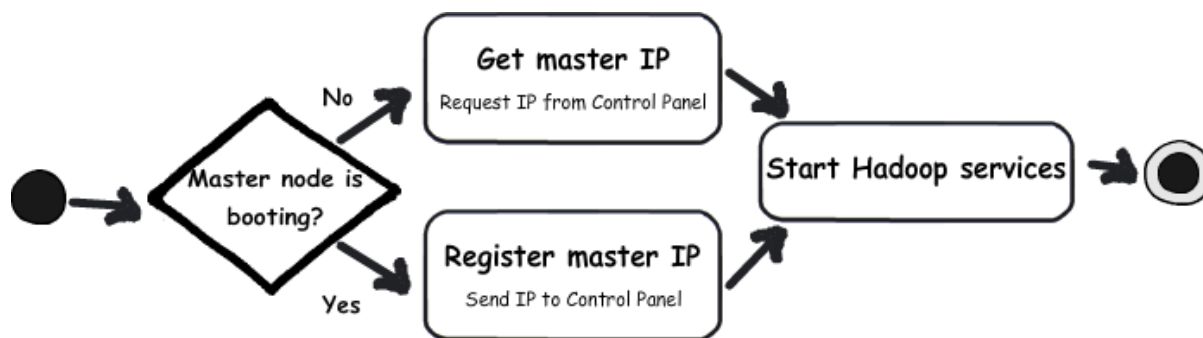 Master node is
booting?
No
Get master IP
Request IP from Control Panel
Yes
Register master IP
Send IP to Control Panel
Start Hadoop services